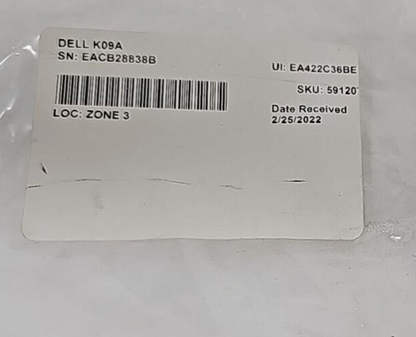 DELL K09A
SN: EACB28838B
UI: EA422C36BE
SKU: 59120
LOC: ZONE 3
Date Received
2/25/2022